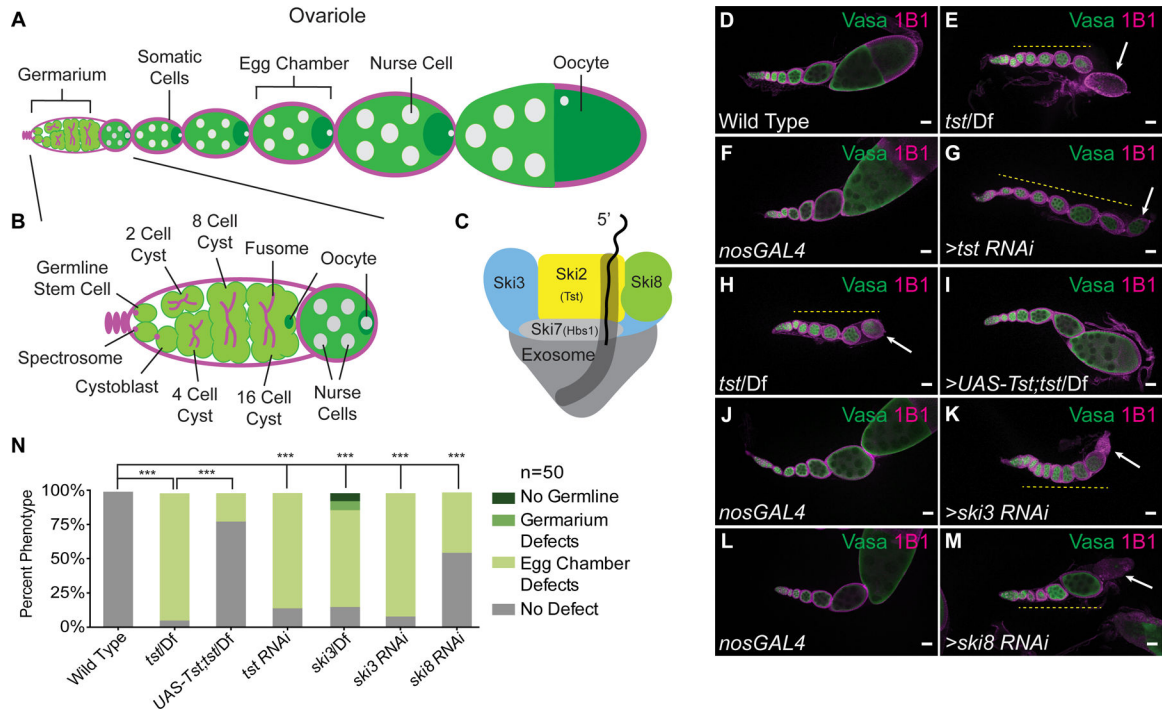 A
Ovariole
Germarium
Somatic
Cells
Egg Chamber
Nurse Cell
Oocyte
B
2 Cell
Cyst
8 Cell
Cyst
Fusome
Oocyte
Germline
Stem Cell
Spectrosome
Cystoblast
4 Cell
Cyst
16 Cell
Cyst
Nurse
Cells
C
5’
Ski3
Ski2
(Tst)
Ski8
Ski7(Hbs1)
Exosome
N
***
***
***
***
***
***
n=50
100%
75%
50%
25%
0%
Percent Phenotype
No Germline
Germarium
Defects
Egg Chamber
Defects
No Defect
Wild Type
tst/Df
UAS-Tst;tst/Df
tst RNAi
ski3/Df
ski3 RNAi
ski8 RNAi
D
Vasa 1B1
Wild Type
E
Vasa 1B1
tst/Df
F
Vasa 1B1
nosGAL4
G
Vasa 1B1
>tst RNAi
H
Vasa 1B1
tst/Df
I
Vasa 1B1
>UAS-Tst;tst/Df
J
Vasa 1B1
nosGAL4
K
Vasa 1B1
>ski3 RNAi
L
Vasa 1B1
nosGAL4
M
Vasa 1B1
>ski8 RNAi